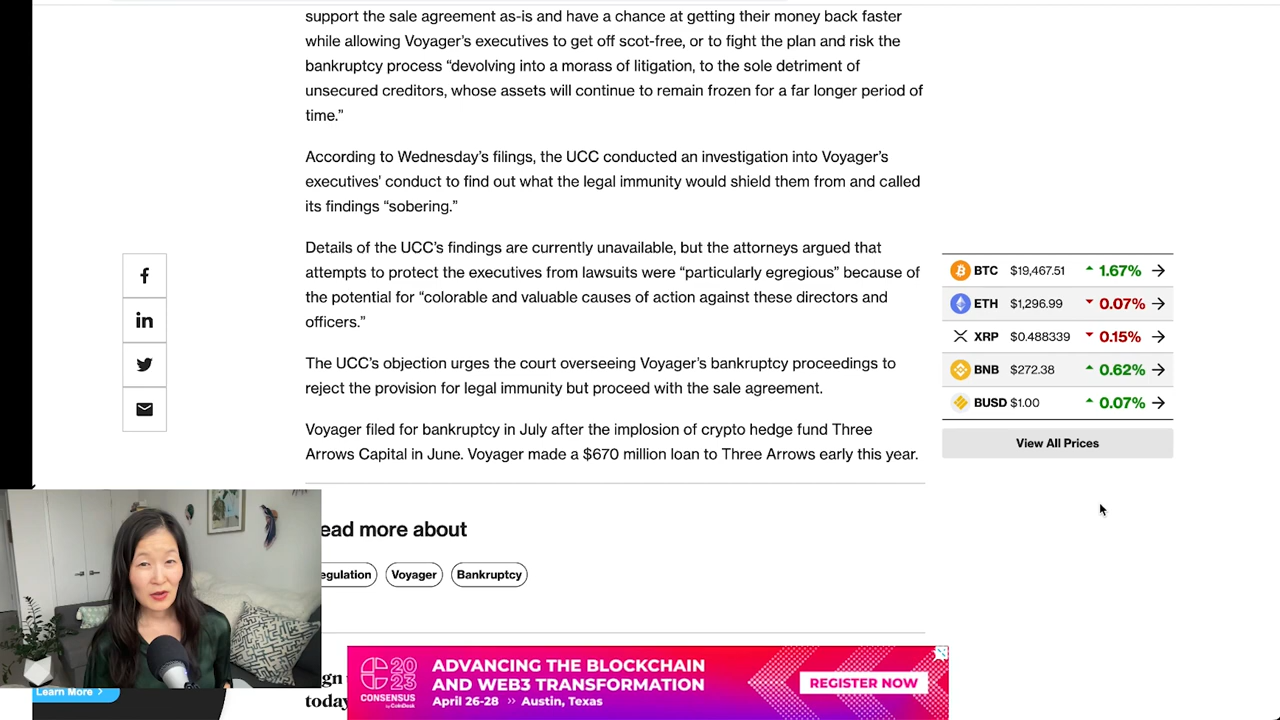 support the sale agreement as-is and have a chance at getting their money back faster
while allowing Voyager’s executives to get off scot-free, or to fight the plan and risk the
bankruptcy process “devolving into a morass of litigation, to the sole detriment of
unsecured creditors, whose assets will continue to remain frozen for a far longer period of
time.”
According to Wednesday’s filings, the UCC conducted an investigation into Voyager’s
executives’ conduct to find out what the legal immunity would shield them from and called
its findings “sobering.”
Details of the UCC’s findings are currently unavailable, but the attorneys argued that
attempts to protect the executives from lawsuits were “particularly egregious” because of
the potential for “colorable and valuable causes of action against these directors and
officers.”
The UCC’s objection urges the court overseeing Voyager’s bankruptcy proceedings to
reject the provision for legal immunity but proceed with the sale agreement.
Voyager filed for bankruptcy in July after the implosion of crypto hedge fund Three
Arrows Capital in June. Voyager made a $670 million loan to Three Arrows early this year.
BTC $19,467.51 1.67%
ETH $1,296.99 0.07%
XRP $0.488339 0.15%
BNB $272.38 0.62%
BUSD $1.00 0.07%
View All Prices
ead more about
egulation Voyager Bankruptcy
Learn More >
ign
today
2023
CONSENSUS
by CoinDesk
ADVANCING THE BLOCKCHAIN
AND WEB3 TRANSFORMATION
April 26-28 >> Austin, Texas
REGISTER NOW